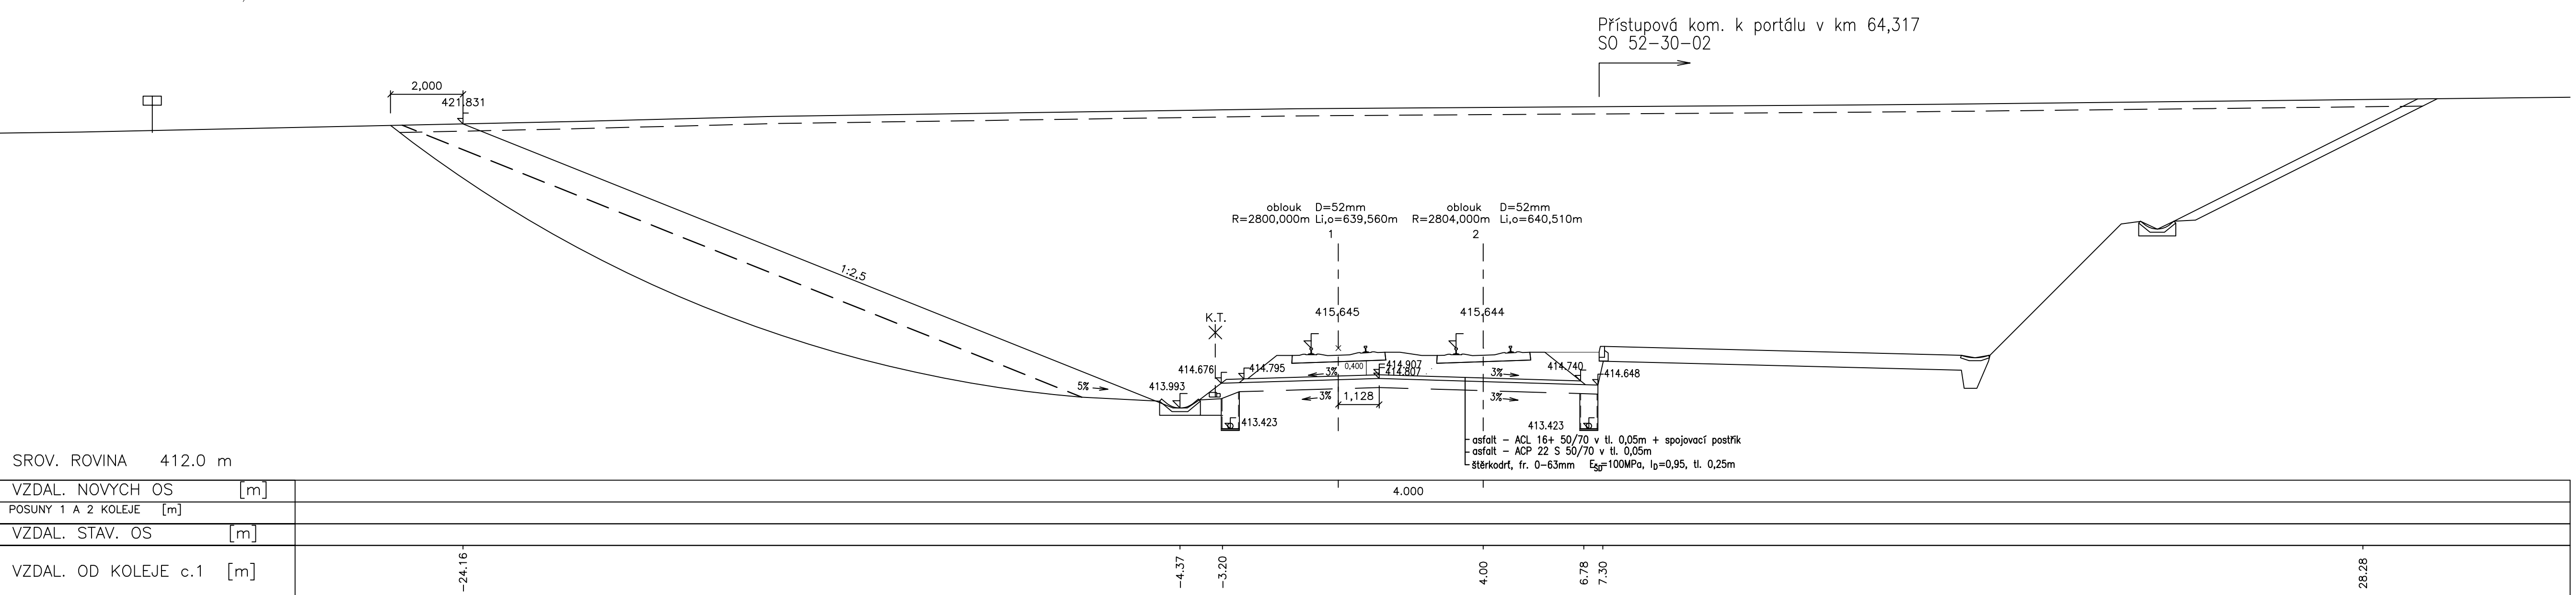 Přístupová kom. k portálu v km 64,317
SO 52-30-02
2,000
421.831
oblouk D=52mm
R=2800,000m Li,o=639,560m
1
oblouk D=52mm
R=2804,000m Li,o=640,510m
2
1:2.5
K.T.
415.645
415.644
414.676
414.795
3%
0,400
414.907
414.807
3%
414.740
414.648
5%
413.993
3%
1,128
3%
413.423
413.423
asfalt - ACL 16+ 50/70 v tl. 0,05m + spojovací postřik
asfalt - ACP 22 S 50/70 v tl. 0,05m
štěrkodrť, fr. 0-63mm EŠD=100MPa, ID=0,95, tl. 0,25m
SROV. ROVINA 412.0 m
VZDAL. NOVYCH OS [m]
4.000
POSUNY 1 A 2 KOLEJE [m]
VZDAL. STAV. OS [m]
VZDAL. OD KOLEJE c.1 [m]
-24.16
-4.37
-3.20
4.00
6.78
7.30
28.28